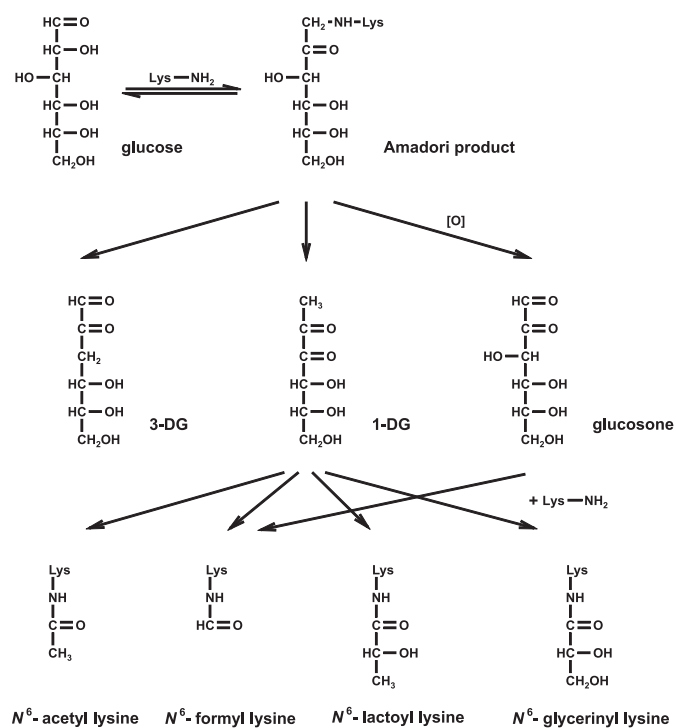 HC=O
CH2-NH-Lys
HC-OH
C=O
HO-CH
Lys-NH2
HO-CH
HC-OH
HC-OH
HC-OH
HC-OH
CH2OH
CH2OH
glucose
Amadori product
[O]
HC=O
CH3
HC=O
C=O
C=O
C=O
CH2
C=O
HO-CH
HC-OH
HC-OH
HC-OH
HC-OH
HC-OH
HC-OH
CH2OH
CH2OH
CH2OH
3-DG
1-DG
glucosone
+ Lys-NH2
Lys
Lys
Lys
Lys
NH
NH
NH
NH
C=O
HC=O
C=O
C=O
CH3
HC-OH
HC-OH
CH3
CH2OH
N6- acetyl lysine
N6- formyl lysine
N6- lactoyl lysine
N6- glycerinyl lysine